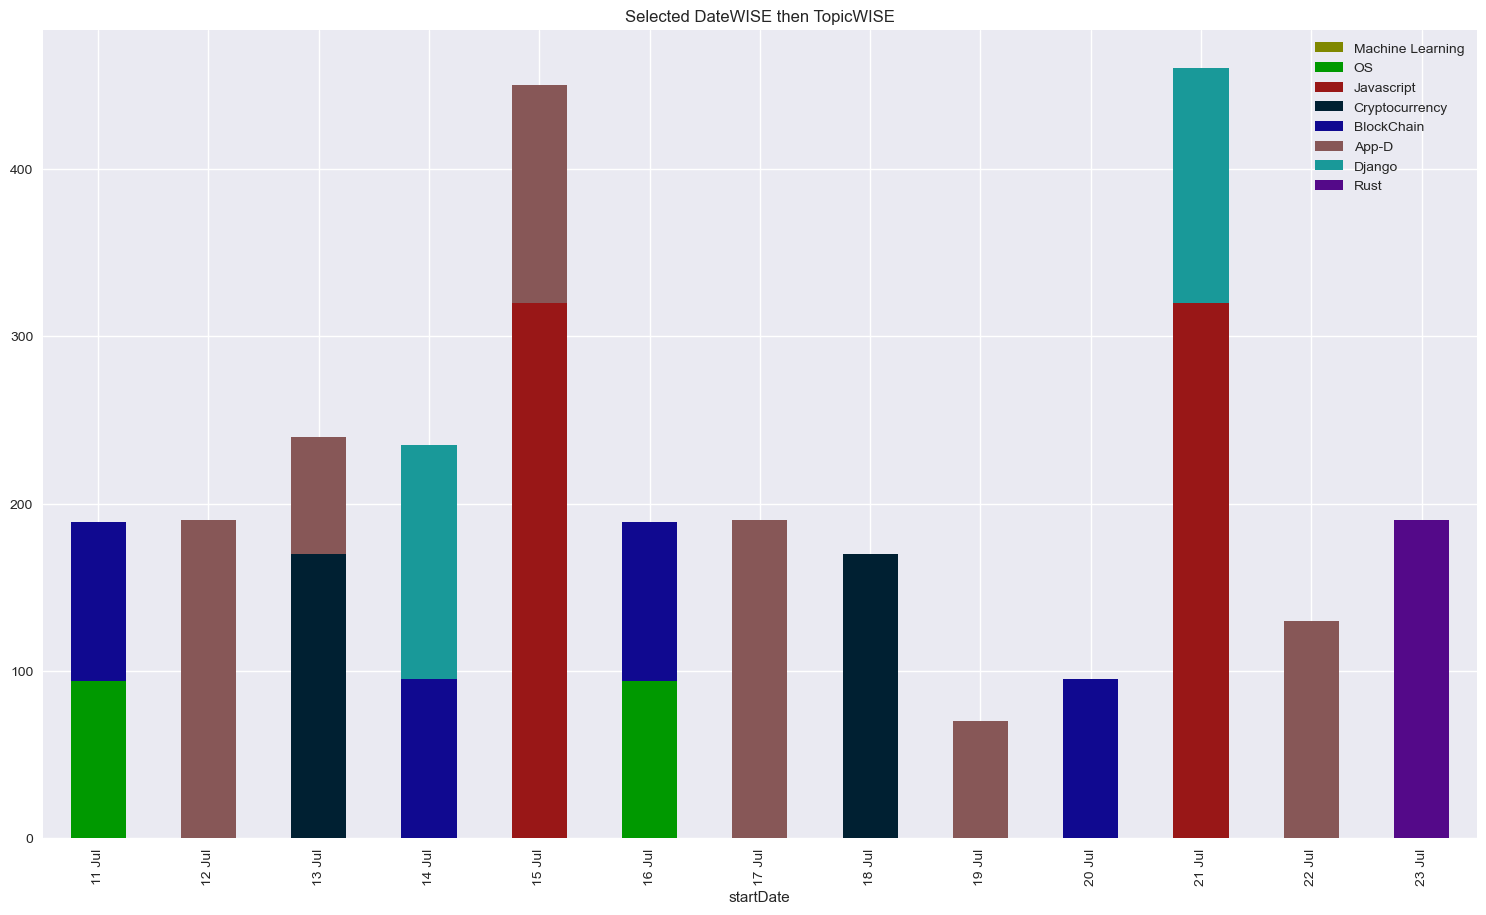 Selected DateWISE then TopicWISE
Machine Learning
OS
Javascript
Cryptocurrency
BlockChain
App-D
Django
Rust
400
300
200
100
0
11 Jul
12 Jul
13 Jul
14 Jul
15 Jul
16 Jul
17 Jul
18 Jul
19 Jul
20 Jul
21 Jul
22 Jul
23 Jul
startDate